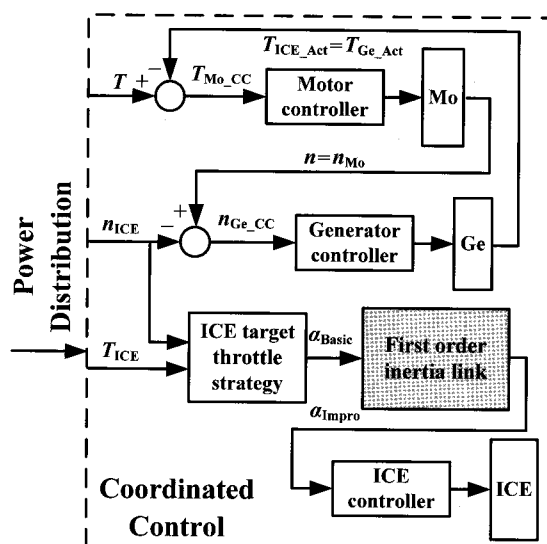 T_ICE_Act=T_Ge_Act
T + −
T_Mo_CC
Motor
controller
Mo
n=n_Mo
n_ICE
− +
n_Ge_CC
Generator
controller
Ge
Power
Distribution
T_ICE
ICE target
throttle
strategy
α_Basic
First order
inertia link
α_Impro
ICE
controller
ICE
Coordinated
Control